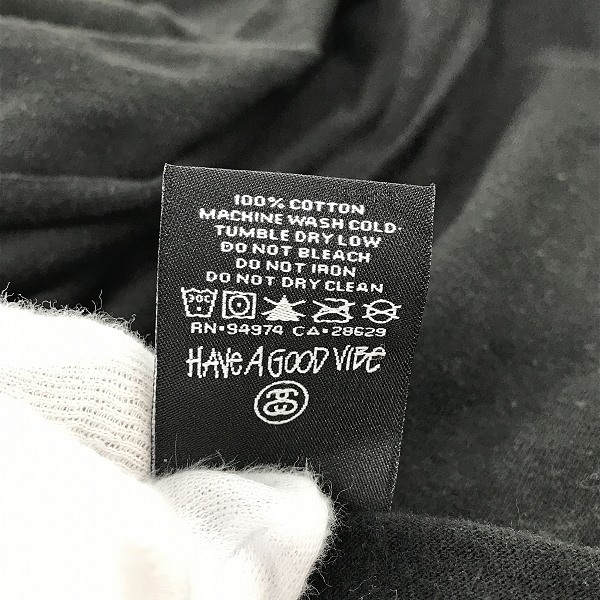 100% COTTON
MACHINE WASH COLD
TUMBLE DRY LOW
DO NOT BLEACH
DO NOT IRON
DO NOT DRY CLEAN
30C
RN•94974 CA•28629
HAVE A GOOD VIBE